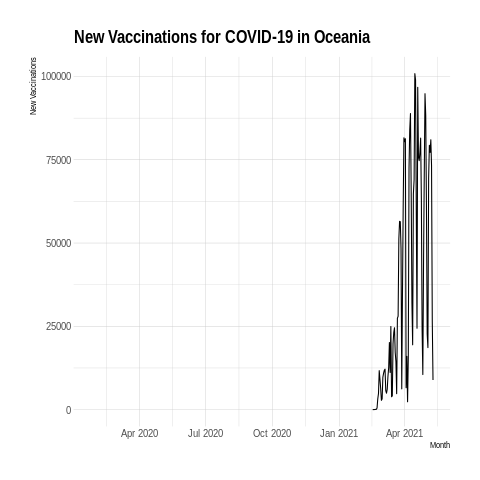 New Vaccinations for COVID-19 in Oceania
New Vaccinations
100000
75000
50000
25000
0
Apr 2020 Jul 2020 Oct 2020 Jan 2021 Apr 2021
Month